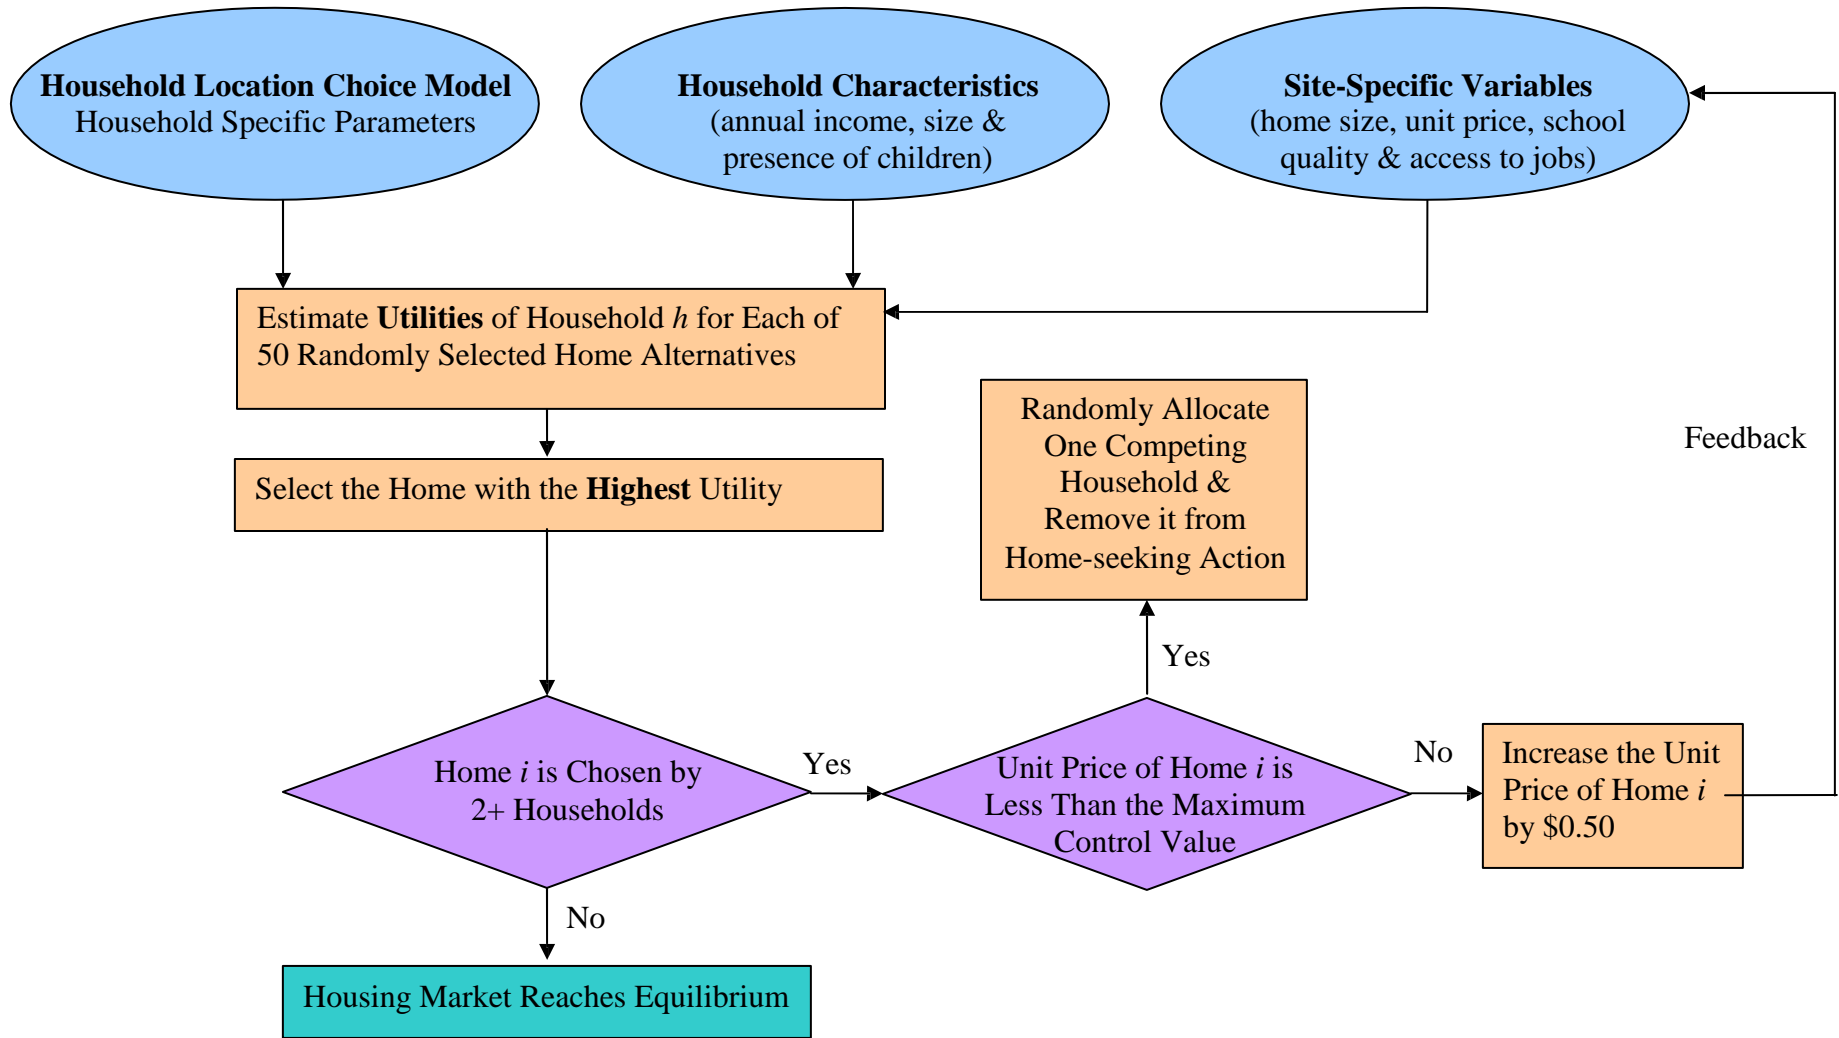 Household Location Choice Model
Household Specific Parameters
Household Characteristics
(annual income, size &
presence of children)
Site-Specific Variables
(home size, unit price, school
quality & access to jobs)
Estimate Utilities of Household h for Each of
50 Randomly Selected Home Alternatives
Select the Home with the Highest Utility
Randomly Allocate
One Competing
Household &
Remove it from
Home-seeking Action
Feedback
Yes
Home i is Chosen by
2+ Households
Yes
Unit Price of Home i is
Less Than the Maximum
Control Value
No
Increase the Unit
Price of Home i
by $0.50
No
Housing Market Reaches Equilibrium